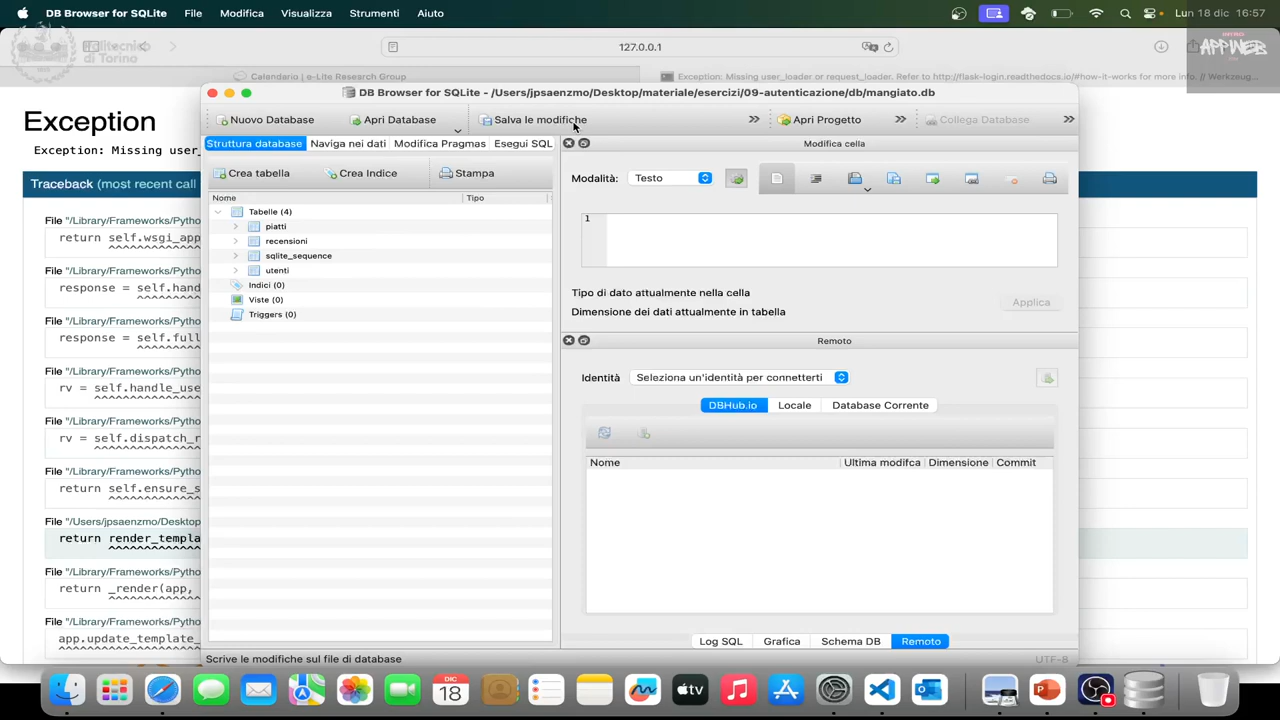 DB Browser for SQLite File Modifica Visualizza Strumenti Aiuto Lun 18 dic 16:57
Politecnico
di Torino
127.0.0.1
APPWEB
Calendario | e-Lite Research Group
Exception: Missing user_loader or request_loader. Refer to http://flask-login.readthedocs.io/#how-it-works for more info. // Werkzeug
DB Browser for SQLite - /Users/jpsaenzmo/Desktop/materiale/esercizi/09-autenticazione/db/mangiato.db
Exception
Exception: Missing user_
Traceback (most recent call
File "/Library/Frameworks/Pytho
return self.wsgi_app
File "/Library/Frameworks/Pytho
response = self.hand
File "/Library/Frameworks/Pytho
response = self.full
File "/Library/Frameworks/Pytho
rv = self.handle_use
File "/Library/Frameworks/Pytho
rv = self.dispatch_r
File "/Library/Frameworks/Pytho
return self.ensure_s
File "/Users/jpsaenzmo/Desktop
return render_templa
File "/Library/Frameworks/Pytho
return _render(app,
File "/Library/Frameworks/Pytho
app.update_template_
Nuovo Database Apri Database Salva le modifiche Apri Progetto Collega Database
Struttura database Naviga nei dati Modifica Pragmas Esegui SQL
Crea tabella Crea Indice Stampa
Nome Tipo
Tabelle (4)
piatti
recensioni
sqlite_sequence
utenti
Indici (0)
Viste (0)
Triggers (0)
Modifica cella
Modalità: Testo
1
Tipo di dato attualmente nella cella
Dimensione dei dati attualmente in tabella
Applica
Remoto
Identità Seleziona un'identità per connetterti
DBHub.io Locale Database Corrente
Nome Ultima modifca Dimensione Commit
Log SQL Grafica Schema DB Remoto
Scrive le modifiche sul file di database
UTF-8
DIC
18
tv